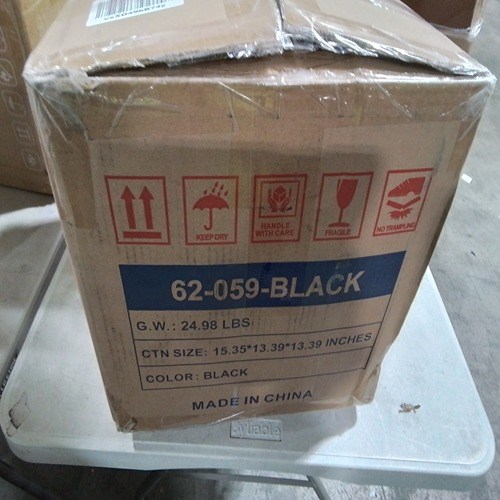 KEEP DRY
HANDLE
WITH CARE
FRAGILE
NO TRAMPLING
62-059-BLACK
G.W.: 24.98 LBS
CTN SIZE: 15.35*13.39*13.39 INCHES
COLOR: BLACK
MADE IN CHINA